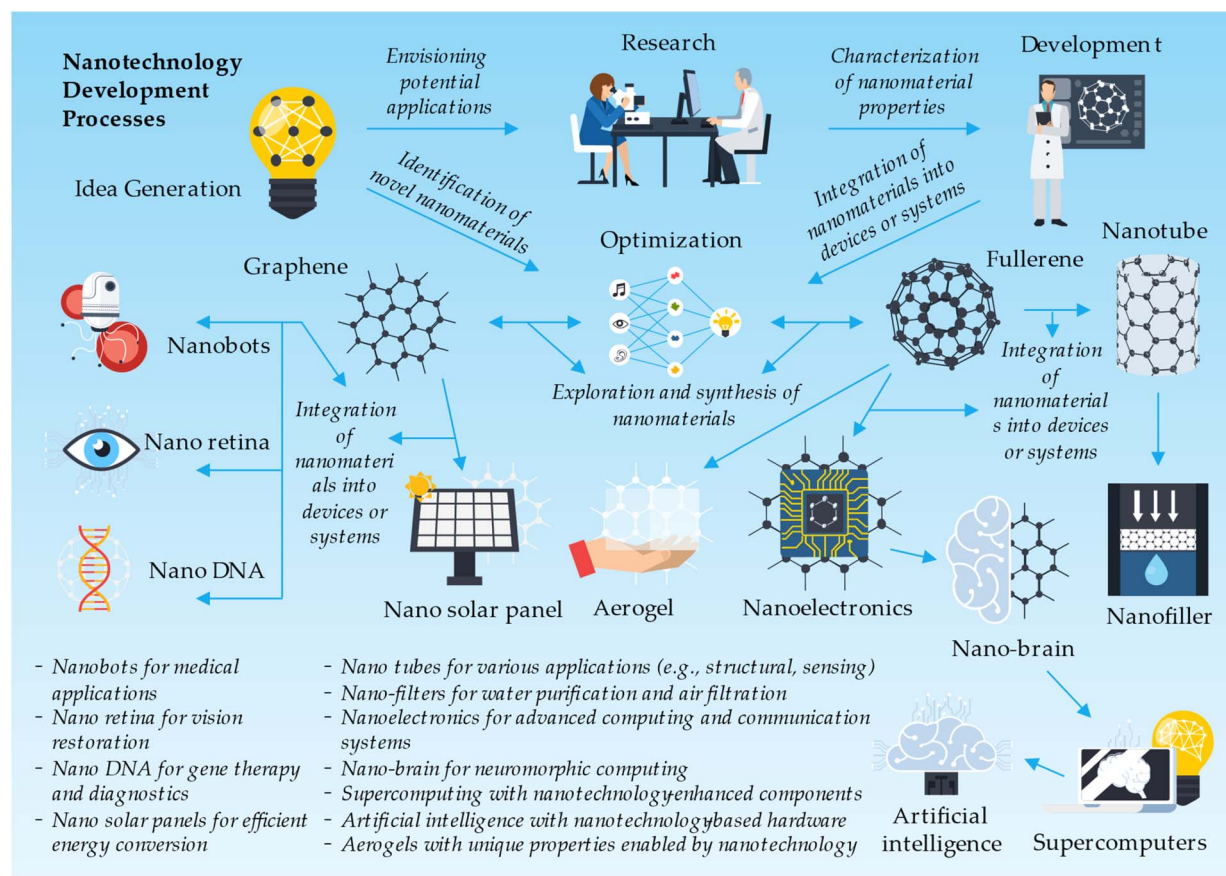 Nanotechnology
Development
Processes
Idea Generation
Envisioning
potential
applications
Research
Characterization
of nanomaterial
properties
Development
Identification of
novel nanomaterials
Optimization
Integration of
nanomaterials into
devices or systems
Graphene
Fullerene
Nanotube
Nanobots
Exploration and synthesis of
nanomaterials
Integration
of
nanomaterial
s into devices
or systems
Nano retina
Integration
of
nanomateri
als into
devices or
systems
Nano DNA
Nano solar panel
Aerogel
Nanoelectronics
Nano-brain
Nanofiller
- Nanobots for medical
applications
- Nano retina for vision
restoration
- Nano DNA for gene therapy
and diagnostics
- Nano solar panels for efficient
energy conversion
- Nano tubes for various applications (e.g., structural, sensing)
- Nano-filters for water purification and air filtration
- Nanoelectronics for advanced computing and communication
systems
- Nano-brain for neuromorphic computing
- Supercomputing with nanotechnology-enhanced components
- Artificial intelligence with nanotechnology-based hardware
- Aerogels with unique properties enabled by nanotechnology
Artificial
intelligence
Supercomputers